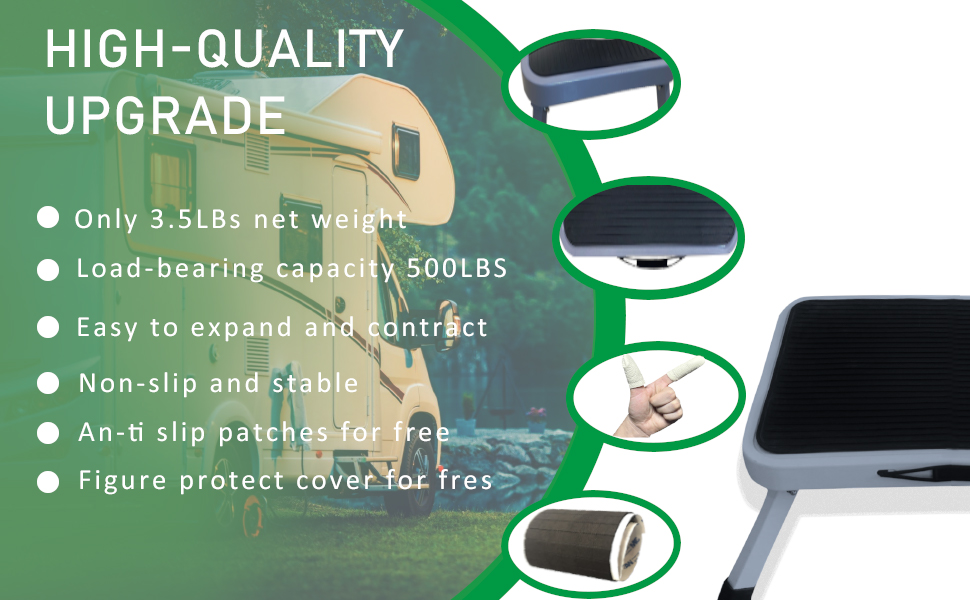 HIGH-QUALITY
UPGRADE
Only 3.5LBs net weight
Load-bearing capacity 500LBS
Easy to expand and contract
Non-slip and stable
An-ti slip patches for free
Figure protect cover for fres